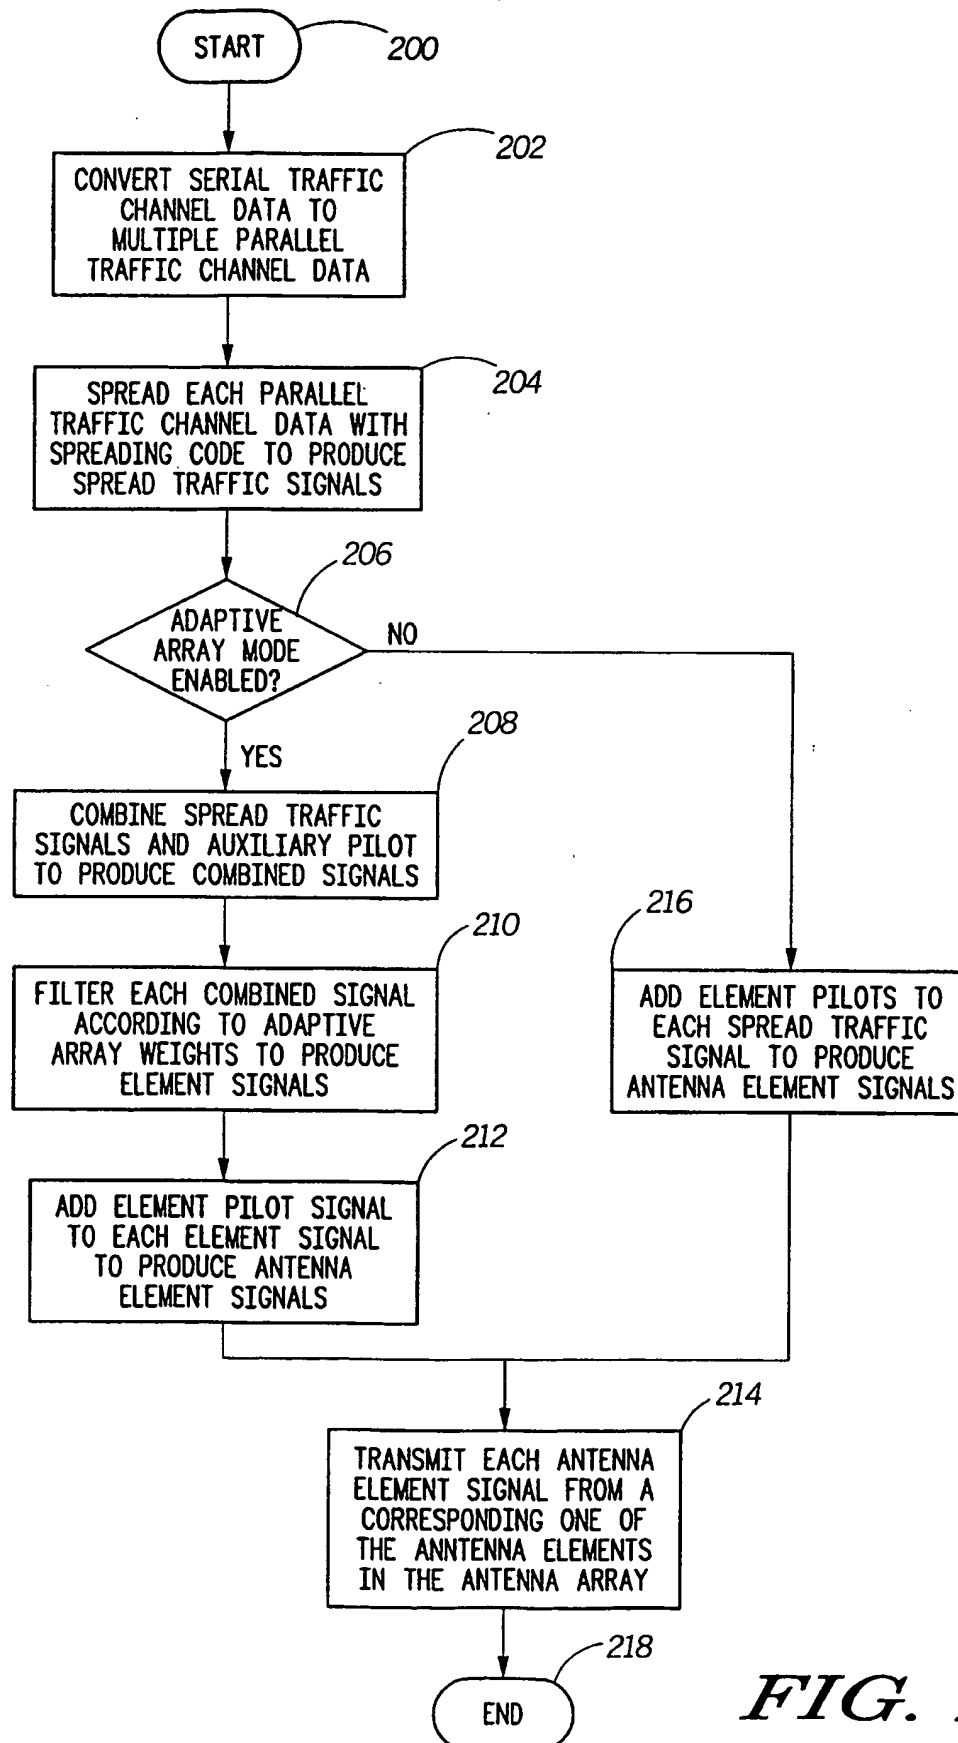 START
200
202
CONVERT SERIAL TRAFFIC
CHANNEL DATA TO
MULTIPLE PARALLEL
TRAFFIC CHANNEL DATA
204
SPREAD EACH PARALLEL
TRAFFIC CHANNEL DATA WITH
SPREADING CODE TO PRODUCE
SPREAD TRAFFIC SIGNALS
206
ADAPTIVE
ARRAY MODE
ENABLED?
NO
YES
208
COMBINE SPREAD TRAFFIC
SIGNALS AND AUXILIARY PILOT
TO PRODUCE COMBINED SIGNALS
210
FILTER EACH COMBINED SIGNAL
ACCORDING TO ADAPTIVE
ARRAY WEIGHTS TO PRODUCE
ELEMENT SIGNALS
216
ADD ELEMENT PILOTS TO
EACH SPREAD TRAFFIC
SIGNAL TO PRODUCE
ANTENNA ELEMENT SIGNALS
212
ADD ELEMENT PILOT SIGNAL
TO EACH ELEMENT SIGNAL
TO PRODUCE ANTENNA
ELEMENT SIGNALS
214
TRANSMIT EACH ANTENNA
ELEMENT SIGNAL FROM A
CORRESPONDING ONE OF
THE ANNTENNA ELEMENTS
IN THE ANTENNA ARRAY
218
END
FIG.